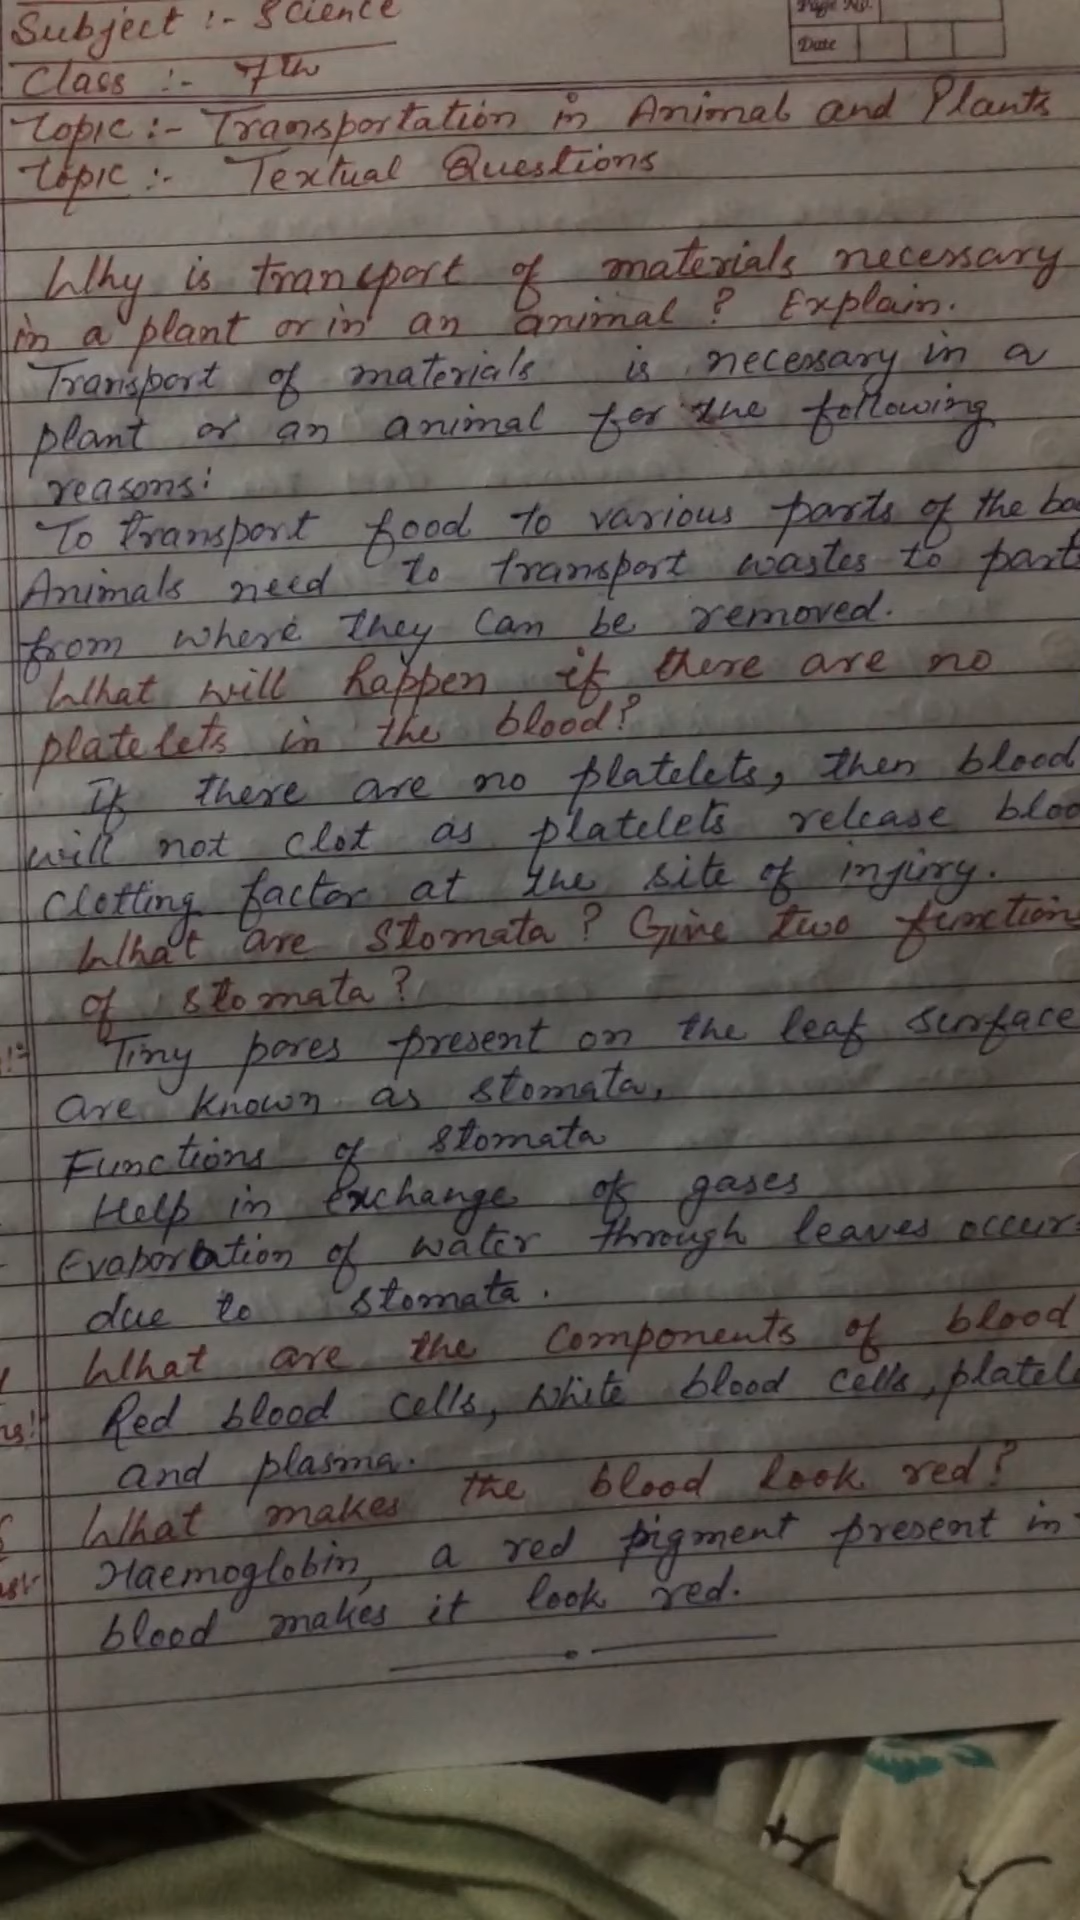 Subject :- Science
Page No.
Date
Class :- 7th
Topic :- Transportation in Animal and Plants
Topic :- Textual Questions
Why is transport of materials necessary
in a plant or in an animal ? Explain.
Transport of materials is necessary in a
plant or an animal for the following
reasons:
To transport food to various parts of the
Animals need to transport wastes to part
from where they can be removed.
What will happen if there are no
platelets in the blood?
If there are no platelets, then blood
will not clot as platelets release bloo
clotting factor at the site of injury.
What are Stomata ? Give two function
of stomata ?
Tiny pores present on the leaf surface
are known as stomata,
Functions of stomata
Help in Exchange of gases
Evaporation of water through leaves occur
due to stomata.
What are the components of blood
Red blood cells, White blood cells, platel
and plasma.
What makes the blood look red?
Haemoglobin, a red pigment present in
blood makes it look red.